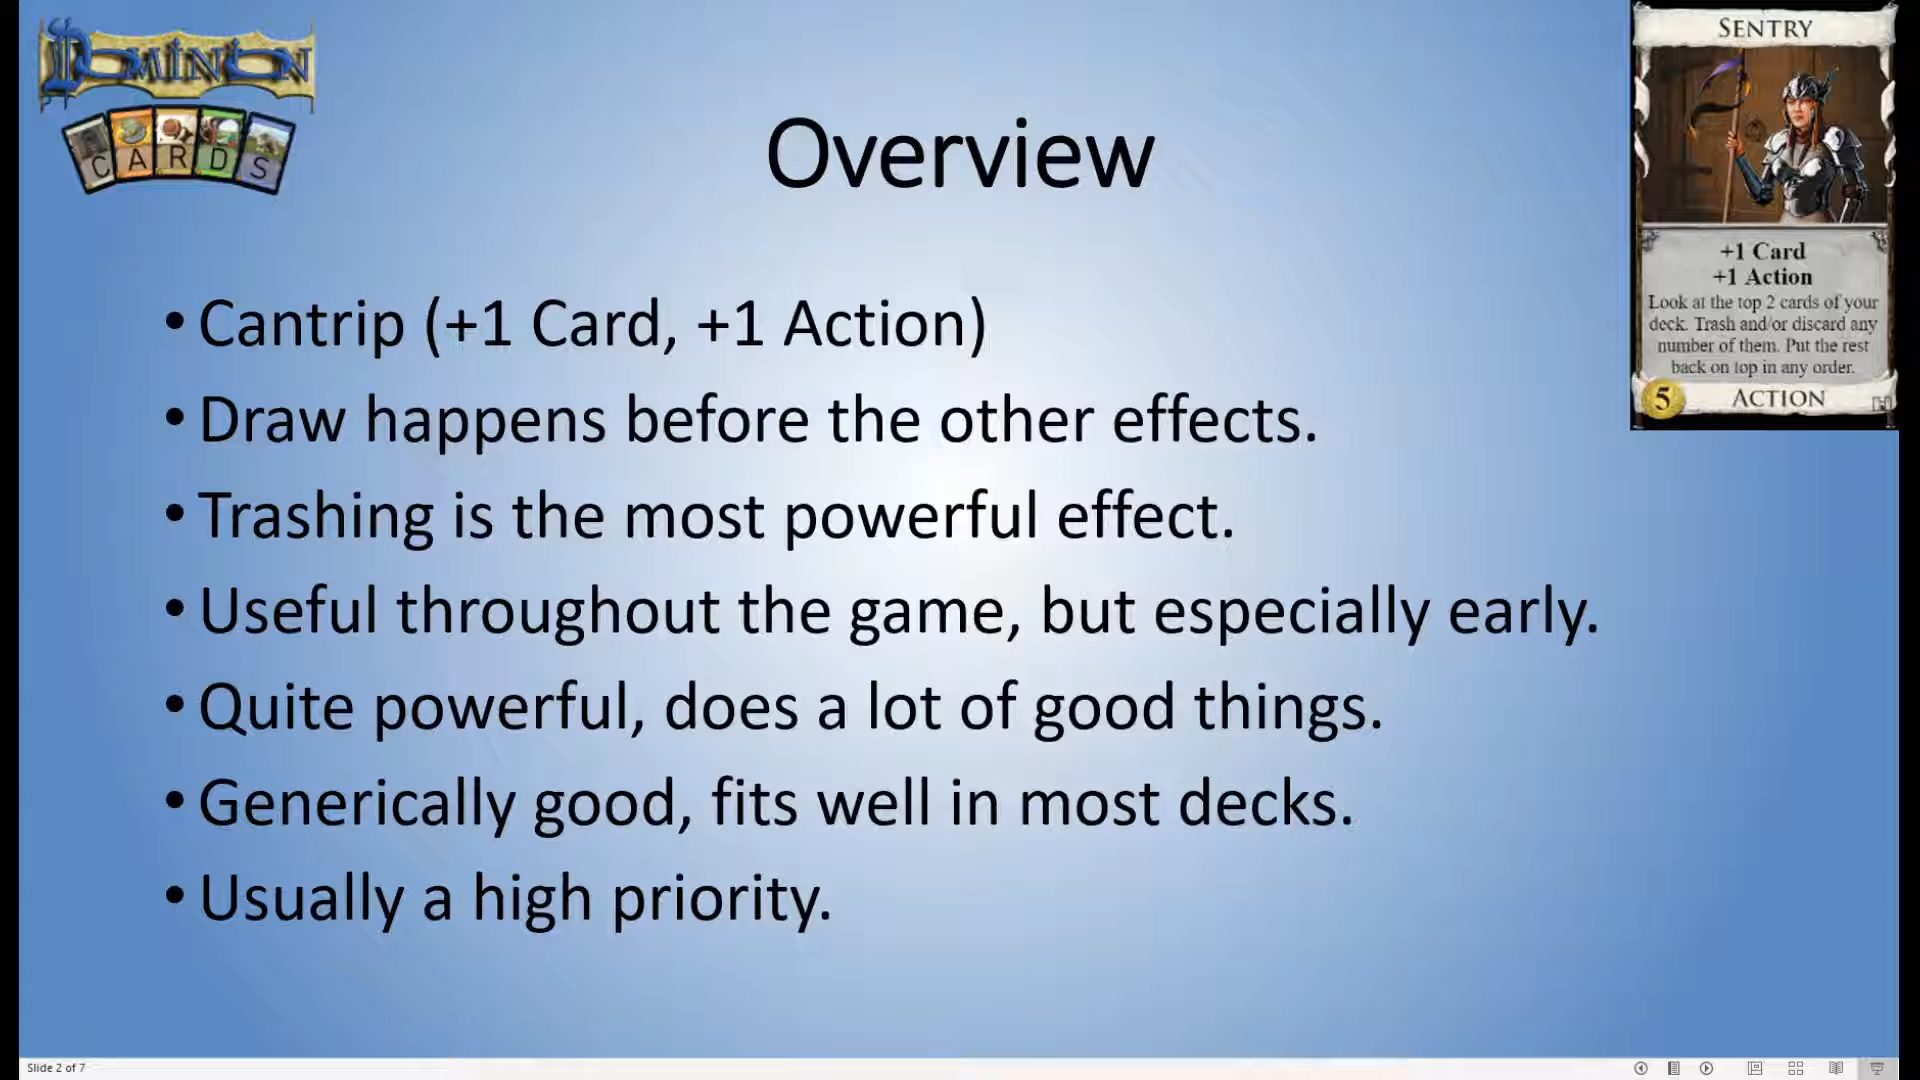 DOMINION
CARDS
SENTRY
+1 Card
+1 Action
Look at the top 2 cards of your
deck. Trash and/or discard any
number of them. Put the rest
back on top in any order.
5
ACTION
Overview
• Cantrip (+1 Card, +1 Action)
• Draw happens before the other effects.
• Trashing is the most powerful effect.
• Useful throughout the game, but especially early.
• Quite powerful, does a lot of good things.
• Generically good, fits well in most decks.
• Usually a high priority.
Slide 2 of 7